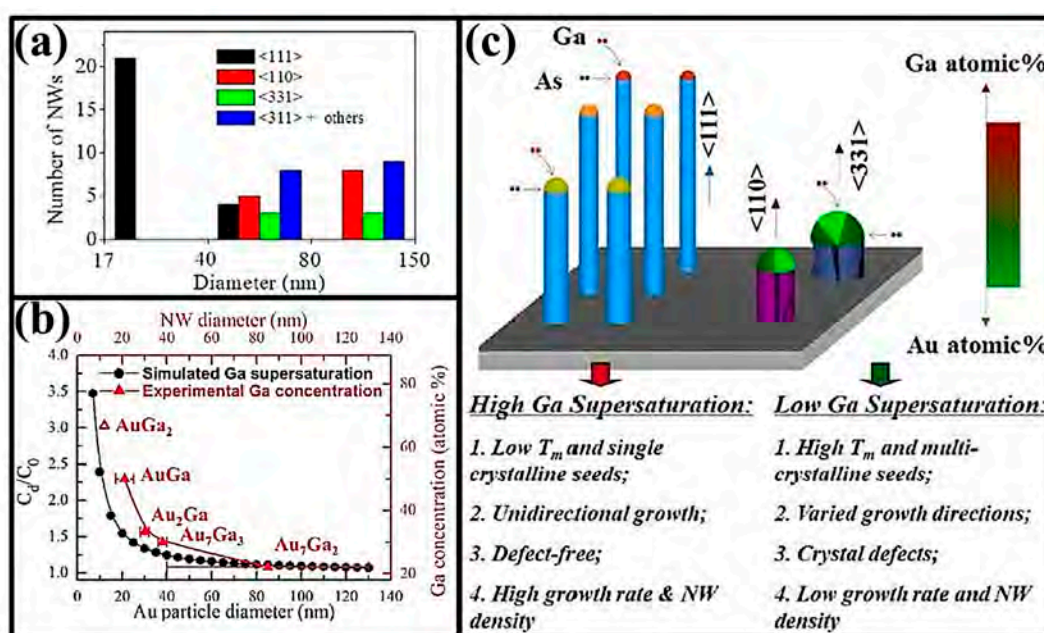 (a)
Number of NWs
20
15
10
5
0
<111>
<110>
<331>
<311> + others
17 40 80 150
Diameter (nm)
(b)
NW diameter (nm)
0 20 40 60 80 100 120 140
C_d/C_0
4.0
3.5
3.0
2.5
2.0
1.5
1.0
Simulated Ga supersaturation
Experimental Ga concentration
AuGa₂
AuGa
Au₂Ga
Au₇Ga₃
Au₇Ga₂
80
60
40
20
Ga concentration (atomic %)
0 20 40 60 80 100 120 140
Au particle diameter (nm)
(c)
Ga
As
<111>
<110>
<331>
Ga atomic%
Au atomic%
High Ga Supersaturation:
1. Low Tₘ and single
crystalline seeds;
2. Unidirectional growth;
3. Defect-free;
4. High growth rate & NW
density
Low Ga Supersaturation:
1. High Tₘ and multi-
crystalline seeds;
2. Varied growth directions;
3. Crystal defects;
4. Low growth rate and NW
density